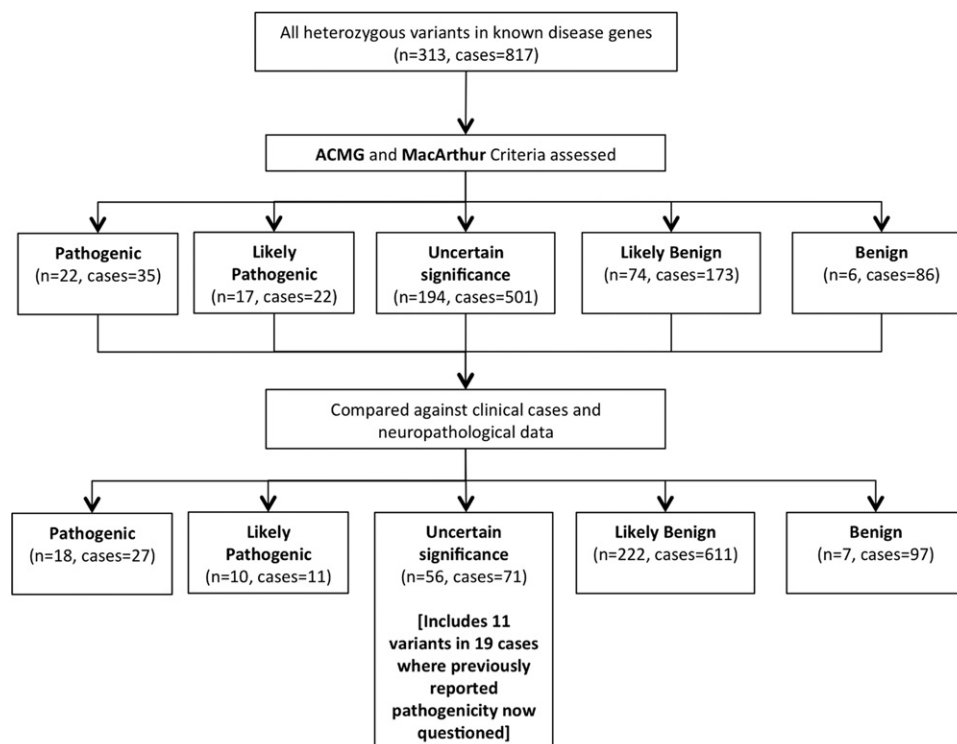 All heterozygous variants in known disease genes
(n=313, cases=817)
ACMG and MacArthur Criteria assessed
Pathogenic
(n=22, cases=35)
Likely
Pathogenic
(n=17, cases=22)
Uncertain
significance
(n=194, cases=501)
Likely Benign
(n=74, cases=173)
Benign
(n=6, cases=86)
Compared against clinical cases and
neuropathological data
Pathogenic
(n=18, cases=27)
Likely
Pathogenic
(n=10, cases=11)
Uncertain
significance
(n=56, cases=71)
[Includes 11
variants in 19 cases
where previously
reported
pathogenicity now
questioned]
Likely Benign
(n=222, cases=611)
Benign
(n=7, cases=97)